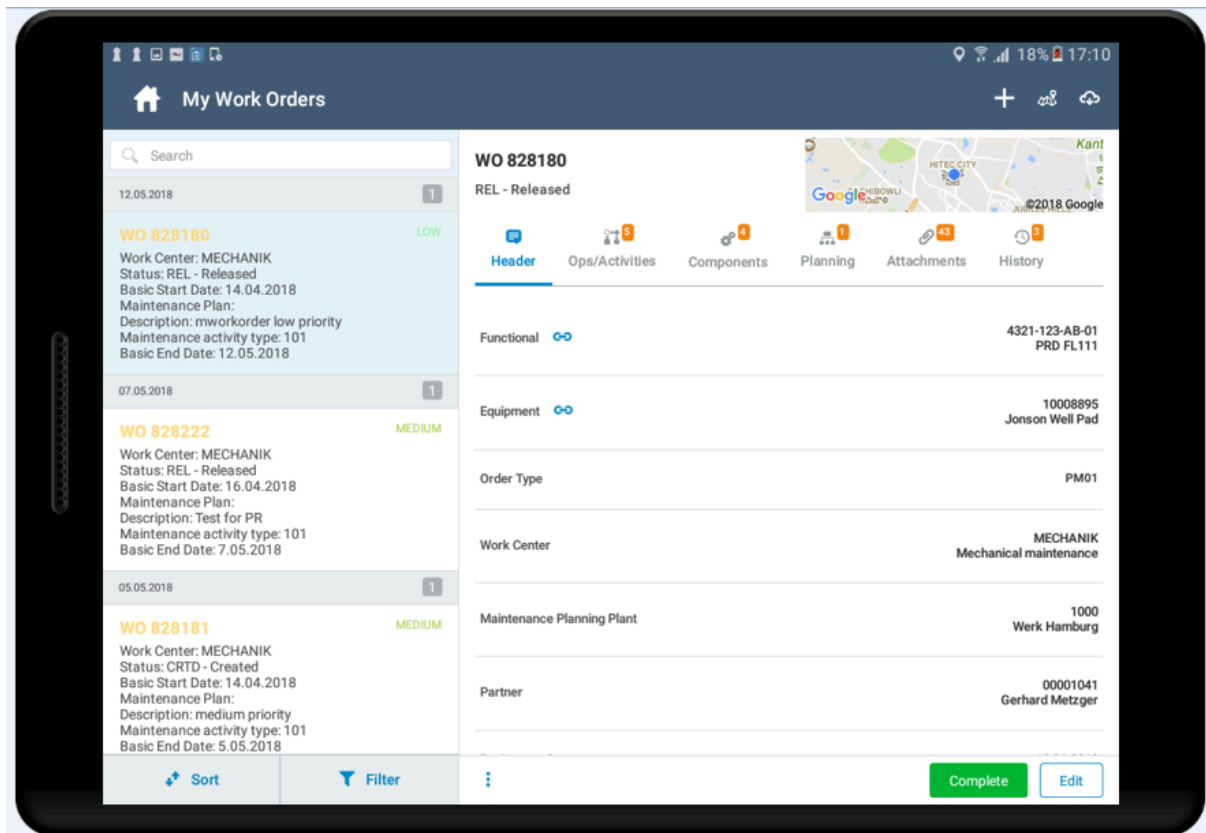 18% 17:10
My Work Orders
Search
12.05.2018 1
WO 828180 LOW
Work Center: MECHANIK
Status: REL - Released
Basic Start Date: 14.04.2018
Maintenance Plan:
Description: mworkorder low priority
Maintenance activity type: 101
Basic End Date: 12.05.2018
07.05.2018 1
WO 828222 MEDIUM
Work Center: MECHANIK
Status: REL - Released
Basic Start Date: 16.04.2018
Maintenance Plan:
Description: Test for PR
Maintenance activity type: 101
Basic End Date: 7.05.2018
05.05.2018 1
WO 828181 MEDIUM
Work Center: MECHANIK
Status: CRTD - Created
Basic Start Date: 14.04.2018
Maintenance Plan:
Description: medium priority
Maintenance activity type: 101
Basic End Date: 5.05.2018
Sort Filter
WO 828180
REL - Released
Kant
HITEC CITY
Google
©2018 Google
5 4 1 43 3
Header Ops/Activities Components Planning Attachments History
Functional 4321-123-AB-01
PRD FL111
Equipment 10008895
Jonson Well Pad
Order Type PM01
Work Center MECHANIK
Mechanical maintenance
Maintenance Planning Plant 1000
Werk Hamburg
Partner 00001041
Gerhard Metzger
Complete Edit